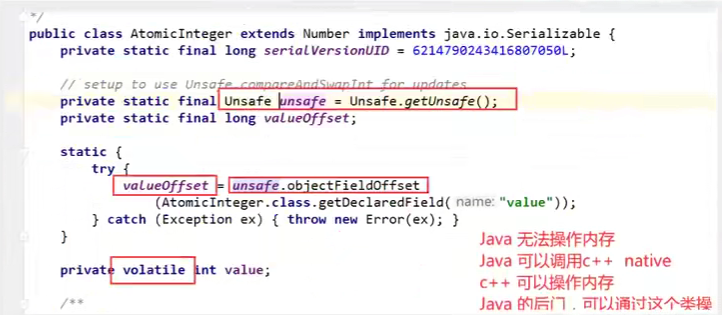 */
public class AtomicInteger extends Number implements java.io.Serializable {
private static final long serialVersionUID = 6214790243416807050L;
// setup to use Unsafe.compareAndSwapInt for updates
private static final Unsafe unsafe = Unsafe.getUnsafe();
private static final long valueOffset;
static {
try {
valueOffset = unsafe.objectFieldOffset
(AtomicInteger.class.getDeclaredField( name: "value"));
} catch (Exception ex) { throw new Error(ex); }
}
private volatile int value;
/**
Java 无法操作内存
Java 可以调用c++ native
c++ 可以操作内存
Java 的后门，可以通过这个类操